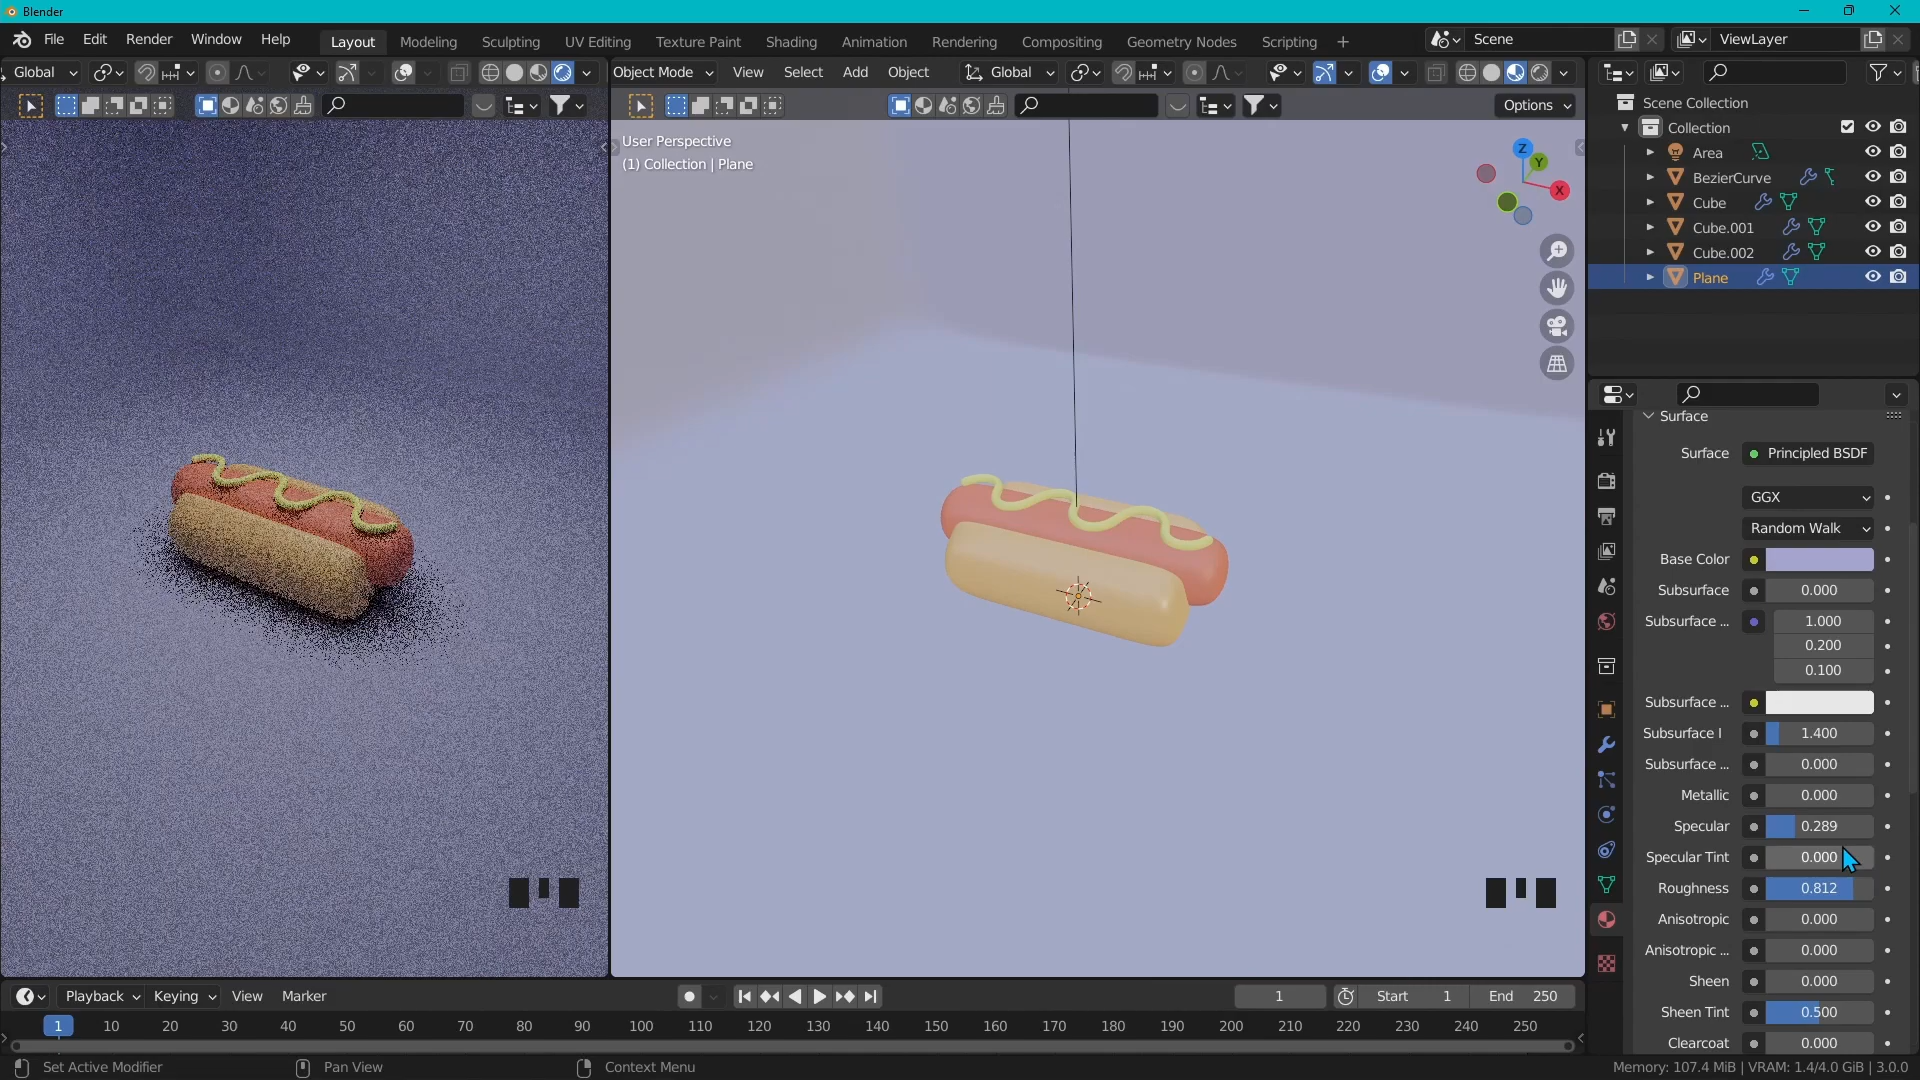 Blender
File Edit Render Window Help Layout Modeling Sculpting UV Editing Texture Paint Shading Animation Rendering Compositing Geometry Nodes Scripting + Scene ViewLayer
Global Object Mode View Select Add Object Global
Options
User Perspective
(1) Collection | Plane
Z
Y
X
Scene Collection
Collection
Area
BezierCurve
Cube
Cube.001
Cube.002
Plane
Surface
Surface Principled BSDF
GGX
Random Walk
Base Color
Subsurface 0.000
Subsurface ... 1.000
0.200
0.100
Subsurface ...
Subsurface I 1.400
Subsurface ... 0.000
Metallic 0.000
Specular 0.289
Specular Tint 0.000
Roughness 0.812
Anisotropic 0.000
Anisotropic ... 0.000
Sheen 0.000
Sheen Tint 0.500
Clearcoat 0.000
Playback Keying View Marker 1 Start 1 End 250
1 10 20 30 40 50 60 70 80 90 100 110 120 130 140 150 160 170 180 190 200 210 220 230 240 250
Set Active Modifier Pan View Context Menu Memory: 107.4 MiB | VRAM: 1.4/4.0 GiB | 3.0.0